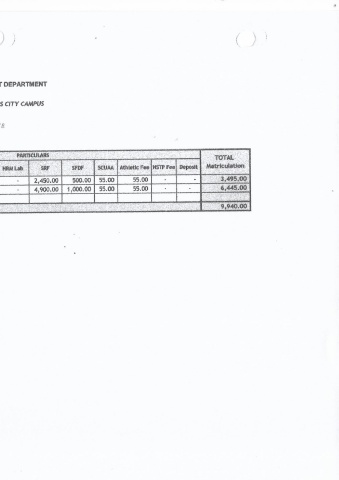 T DEPARTMENT
S CITY CAMPUS
PARTICULARS TOTAL
HRM Lab SRF SFDF SCUAA Athletic Fee NSTP Fee Deposit Matriculation
- 2,450.00 500.00 55.00 55.00 - - 3,495.00
- 4,900.00 1,000.00 55.00 55.00 - - 6,445.00
9,940.00